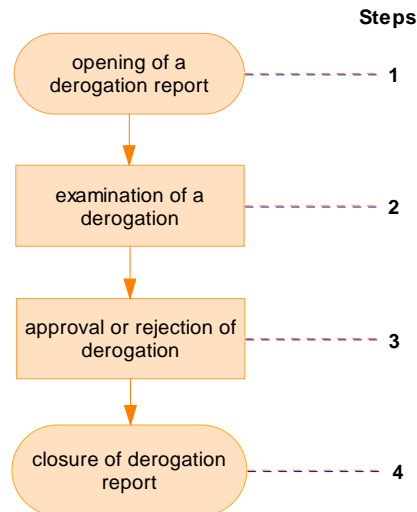 Steps
opening of a
derogation report
1
examination of a
derogation
2
approval or rejection of
derogation
3
closure of derogation
report
4